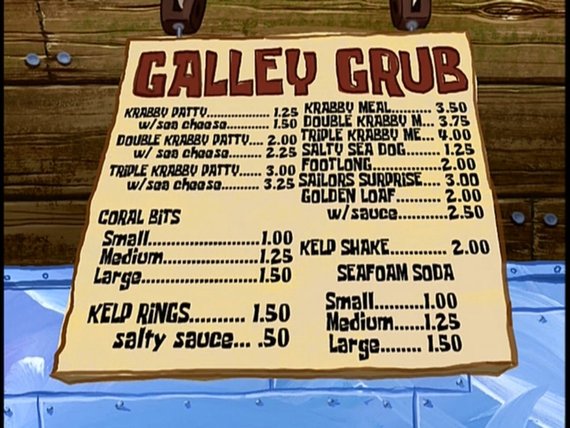 GALLEY GRUB
KRABBY PATTY................ 1.25
w/sea cheese............ 1.50
DOUBLE KRABBY PATTY.... 2.00
w/ sea cheese.......... 2.25
TRIPLE KRABBY PATTY..... 3.00
w/sea cheese.......... 3.25
CORAL BITS
Small...........................1.00
Medium......................1.25
Large..........................1.50
KELP RINGS.......... 1.50
salty sauce... .50
KRABBY MEAL.......... 3.50
DOUBLE KRABBY M... 3.75
TRIPLE KRABBY ME.. 4.00
SALTY SEA DOG.......... 1.25
FOOTLONG................ 2.00
SAILORS SURPRISE.... 3.00
GOLDEN LOAF.......... 2.00
w/sauce...........2.50
KELP SHAKE............ 2.00
SEAFOAM SODA
Small..........1.00
Medium......1.25
Large........ 1.50